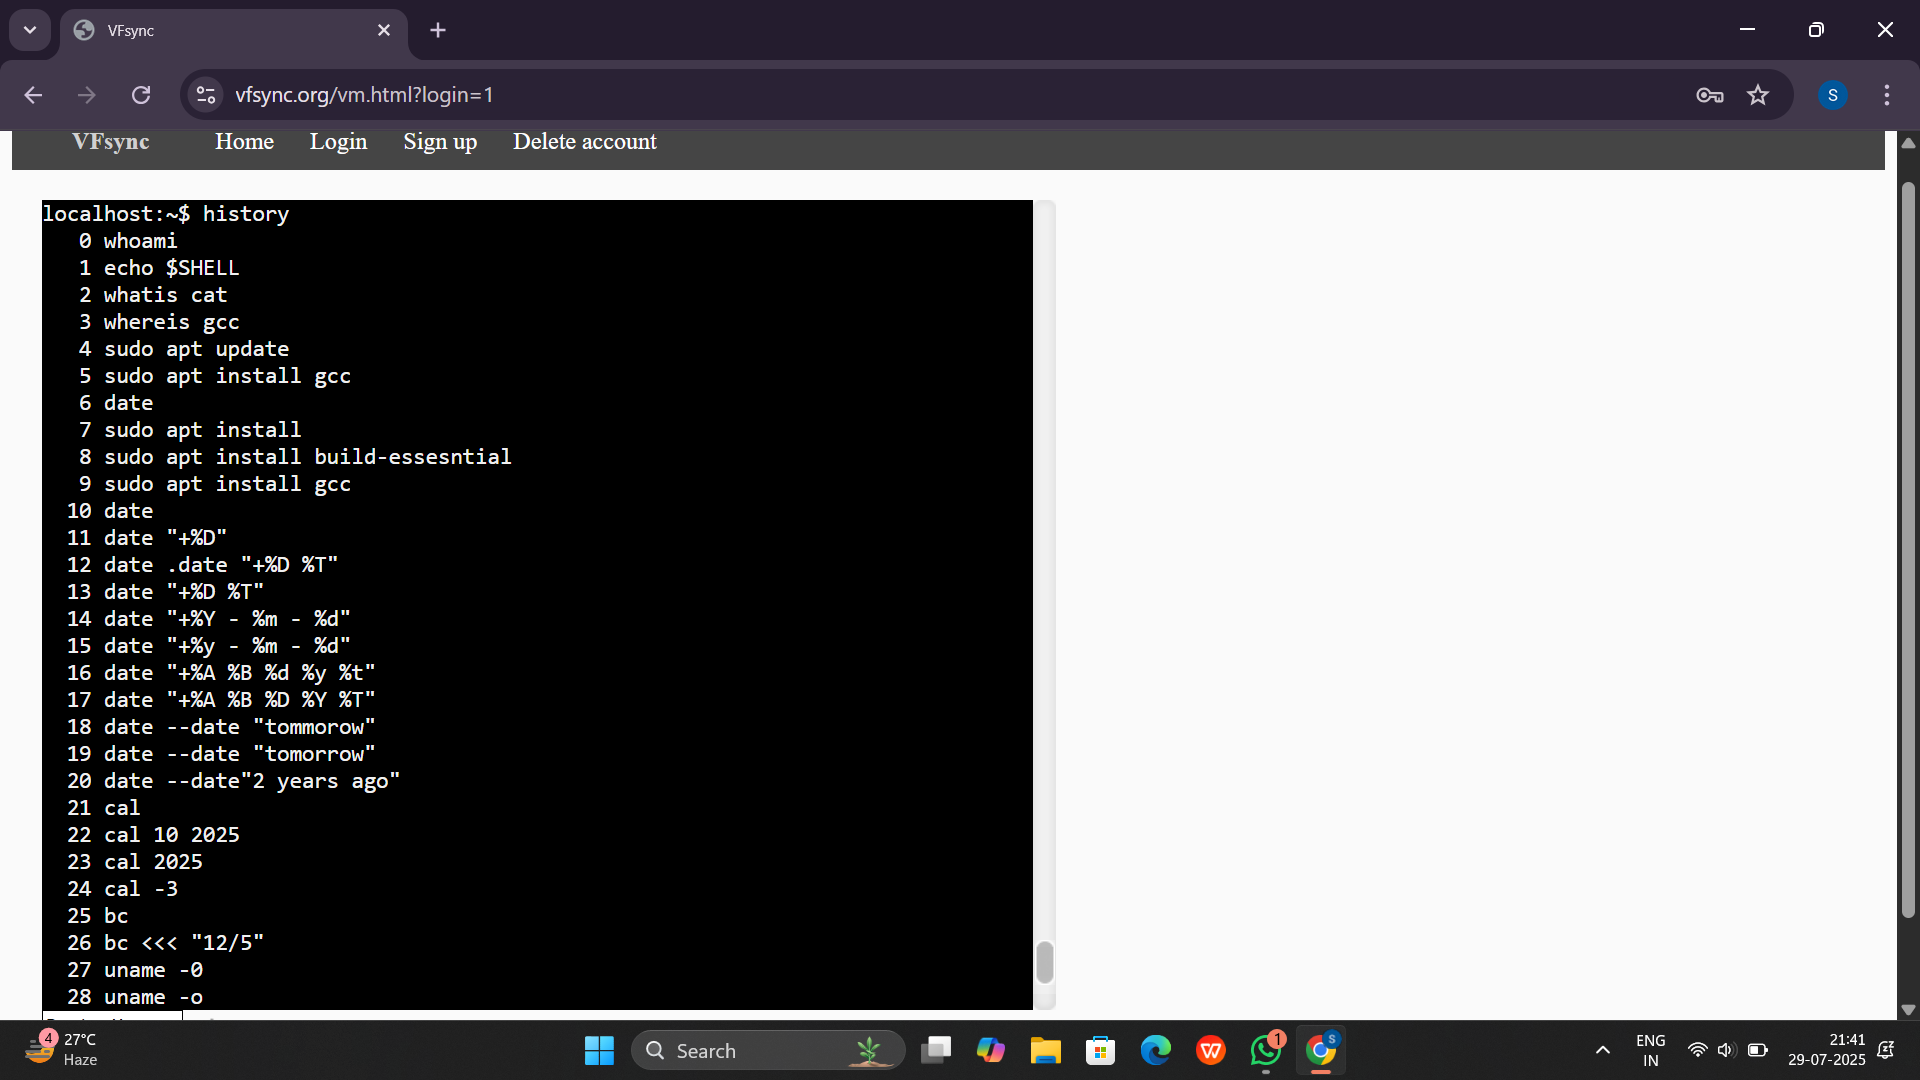 VFsync
vfsync.org/vm.html?login=1
S
VFsync Home Login Sign up Delete account
localhost:~$ history
0 whoami
1 echo $SHELL
2 whatis cat
3 whereis gcc
4 sudo apt update
5 sudo apt install gcc
6 date
7 sudo apt install
8 sudo apt install build-essesntial
9 sudo apt install gcc
10 date
11 date "+%D"
12 date .date "+%D %T"
13 date "+%D %T"
14 date "+%Y - %m - %d"
15 date "+%y - %m - %d"
16 date "+%A %B %d %y %t"
17 date "+%A %B %D %Y %T"
18 date --date "tommorow"
19 date --date "tomorrow"
20 date --date"2 years ago"
21 cal
22 cal 10 2025
23 cal 2025
24 cal -3
25 bc
26 bc <<< "12/5"
27 uname -0
28 uname -o
4 27°C
Haze
Search
W
1
S
ENG
IN
21:41
29-07-2025